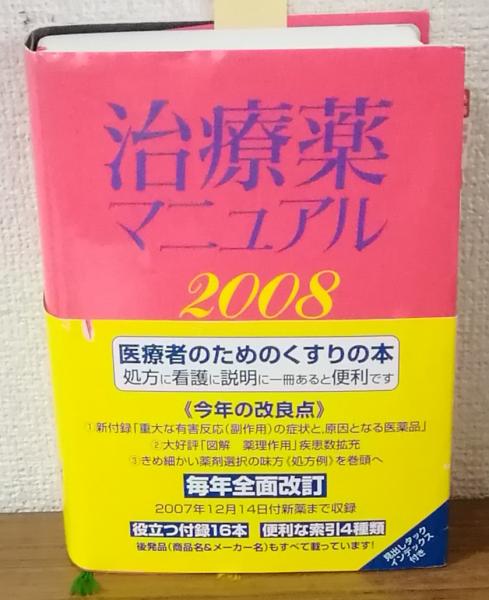 治療薬
マニュアル
2008
医療者のためのくすりの本
処方に看護に説明に一冊あると便利です
《今年の改良点》
①新付録「重大な有害反応(副作用)の症状と、原因となる医薬品」
②大好評「図解 薬理作用」疾患数拡充
③きめ細かい薬剤選択の味方《処方例》を巻頭へ
毎年全面改訂
2007年12月14日付新薬まで収録
役立つ付録16本 便利な索引4種類
後発品(商品名&メーカー名)もすべて載っています!
見出しタック
インデックス
付き